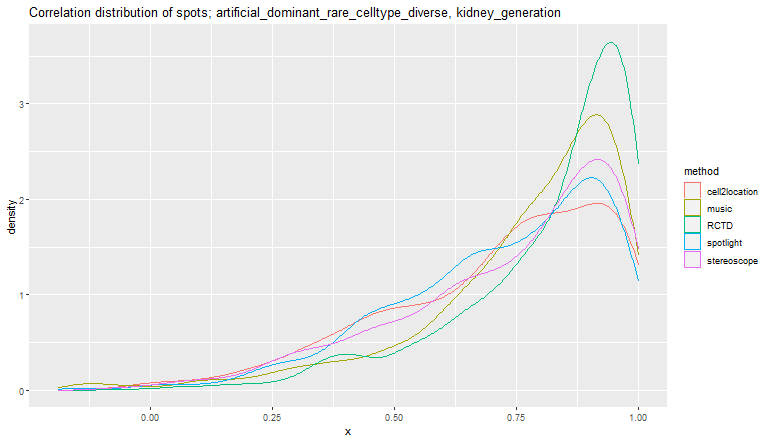 Correlation distribution of spots; artificial_dominant_rare_celltype_diverse, kidney_generation
density
3
2
1
0
0.00 0.25 0.50 0.75 1.00
x
method
cell2location
music
RCTD
spotlight
stereoscope